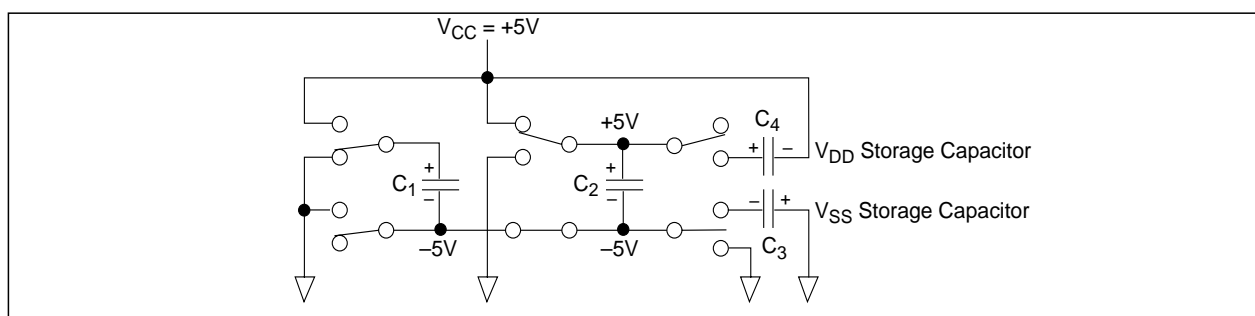 V_CC = +5V
+5V
C_4
+ −
V_DD Storage Capacitor
+
C_1
−
+
C_2
−
− +
V_SS Storage Capacitor
–5V
–5V
C_3